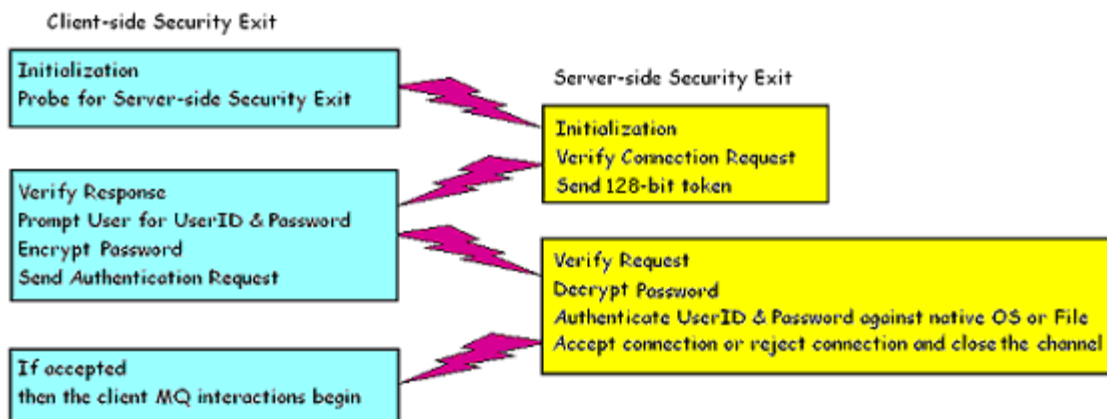 Client-side Security Exit
Initialization
Probe for Server-side Security Exit
Server-side Security Exit
Initialization
Verify Connection Request
Send 128-bit token
Verify Response
Prompt User for UserID & Password
Encrypt Password
Send Authentication Request
Verify Request
Decrypt Password
Authenticate UserID & Password against native OS or File
Accept connection or reject connection and close the channel
If accepted
then the client MQ interactions begin